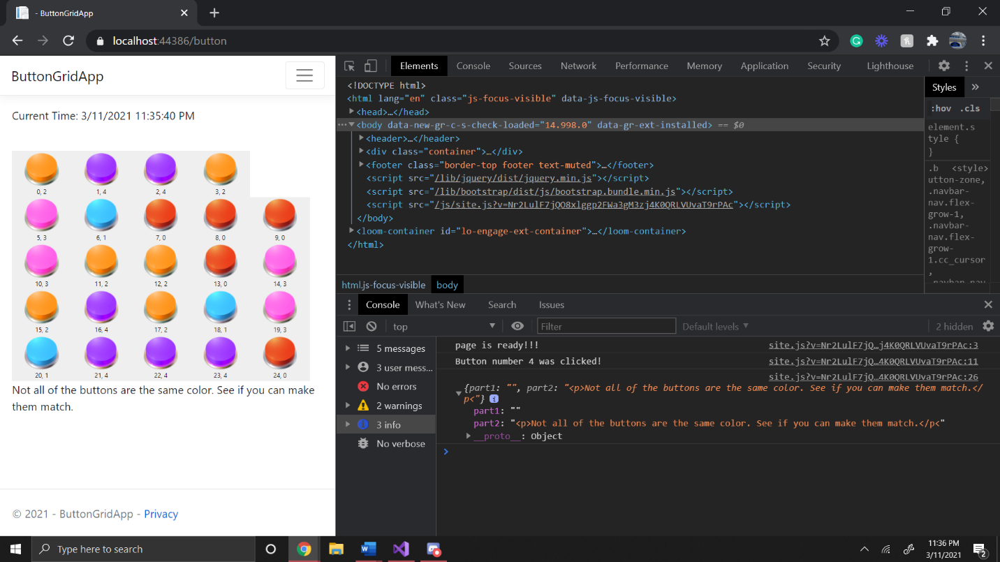 - ButtonGridApp
localhost:44386/button
ButtonGridApp
Current Time: 3/11/2021 11:35:40 PM
0, 2 1, 4 2, 4 3, 2
5, 3 6, 1 7, 0 8, 0 9, 0
10, 3 11, 2 12, 2 13, 0 14, 3
15, 2 16, 4 17, 2 18, 1 19, 3
20, 1 21, 4 22, 4 23, 4 24, 0
Not all of the buttons are the same color. See if you can make
them match.
© 2021 - ButtonGridApp - Privacy
Elements Console Sources Network Performance Memory Application Security Lighthouse
<!DOCTYPE html>
<html lang="en" class="js-focus-visible" data-js-focus-visible>
<head>…</head>
<body data-new-gr-c-s-check-loaded="14.998.0" data-gr-ext-installed> == $0
<header>…</header>
<div class="container">…</div>
<footer class="border-top footer text-muted">…</footer>
<script src="/lib/jquery/dist/jquery.min.js"></script>
<script src="/lib/bootstrap/dist/js/bootstrap.bundle.min.js"></script>
<script src="/js/site.js?v=Nr2LulF7jQO8xlggp2FWa3gM3zj4K0QRLVUvaT9rPAc"></script>
</body>
<loom-container id="lo-engage-ext-container">…</loom-container>
</html>
html.js-focus-visible body
Styles »
:hov .cls
element.s
tyle {
}
.b <style>
utton-zone,
.navbar-
nav.flex-
grow-1,
.navbar-
nav.flex-
grow-
1.cc_cursor
,
.navbar-nav
Console What's New Search Issues
top Filter Default levels 2 hidden
5 messages
3 user mess...
No errors
2 warnings
3 info
No verbose
page is ready!!! site.js?v=Nr2LulF7jQ…j4K0QRLVUvaT9rPAc:3
Button number 4 was clicked! site.js?v=Nr2LulF7jQ…4K0QRLVUvaT9rPAc:11
site.js?v=Nr2LulF7jQ…4K0QRLVUvaT9rPAc:26
{part1: "", part2: "<p>Not all of the buttons are the same color. See if you can make them match.</
p<"} i
part1: ""
part2: "<p>Not all of the buttons are the same color. See if you can make them match.</p<"
__proto__: Object
Type here to search
11:36 PM
3/11/2021
2